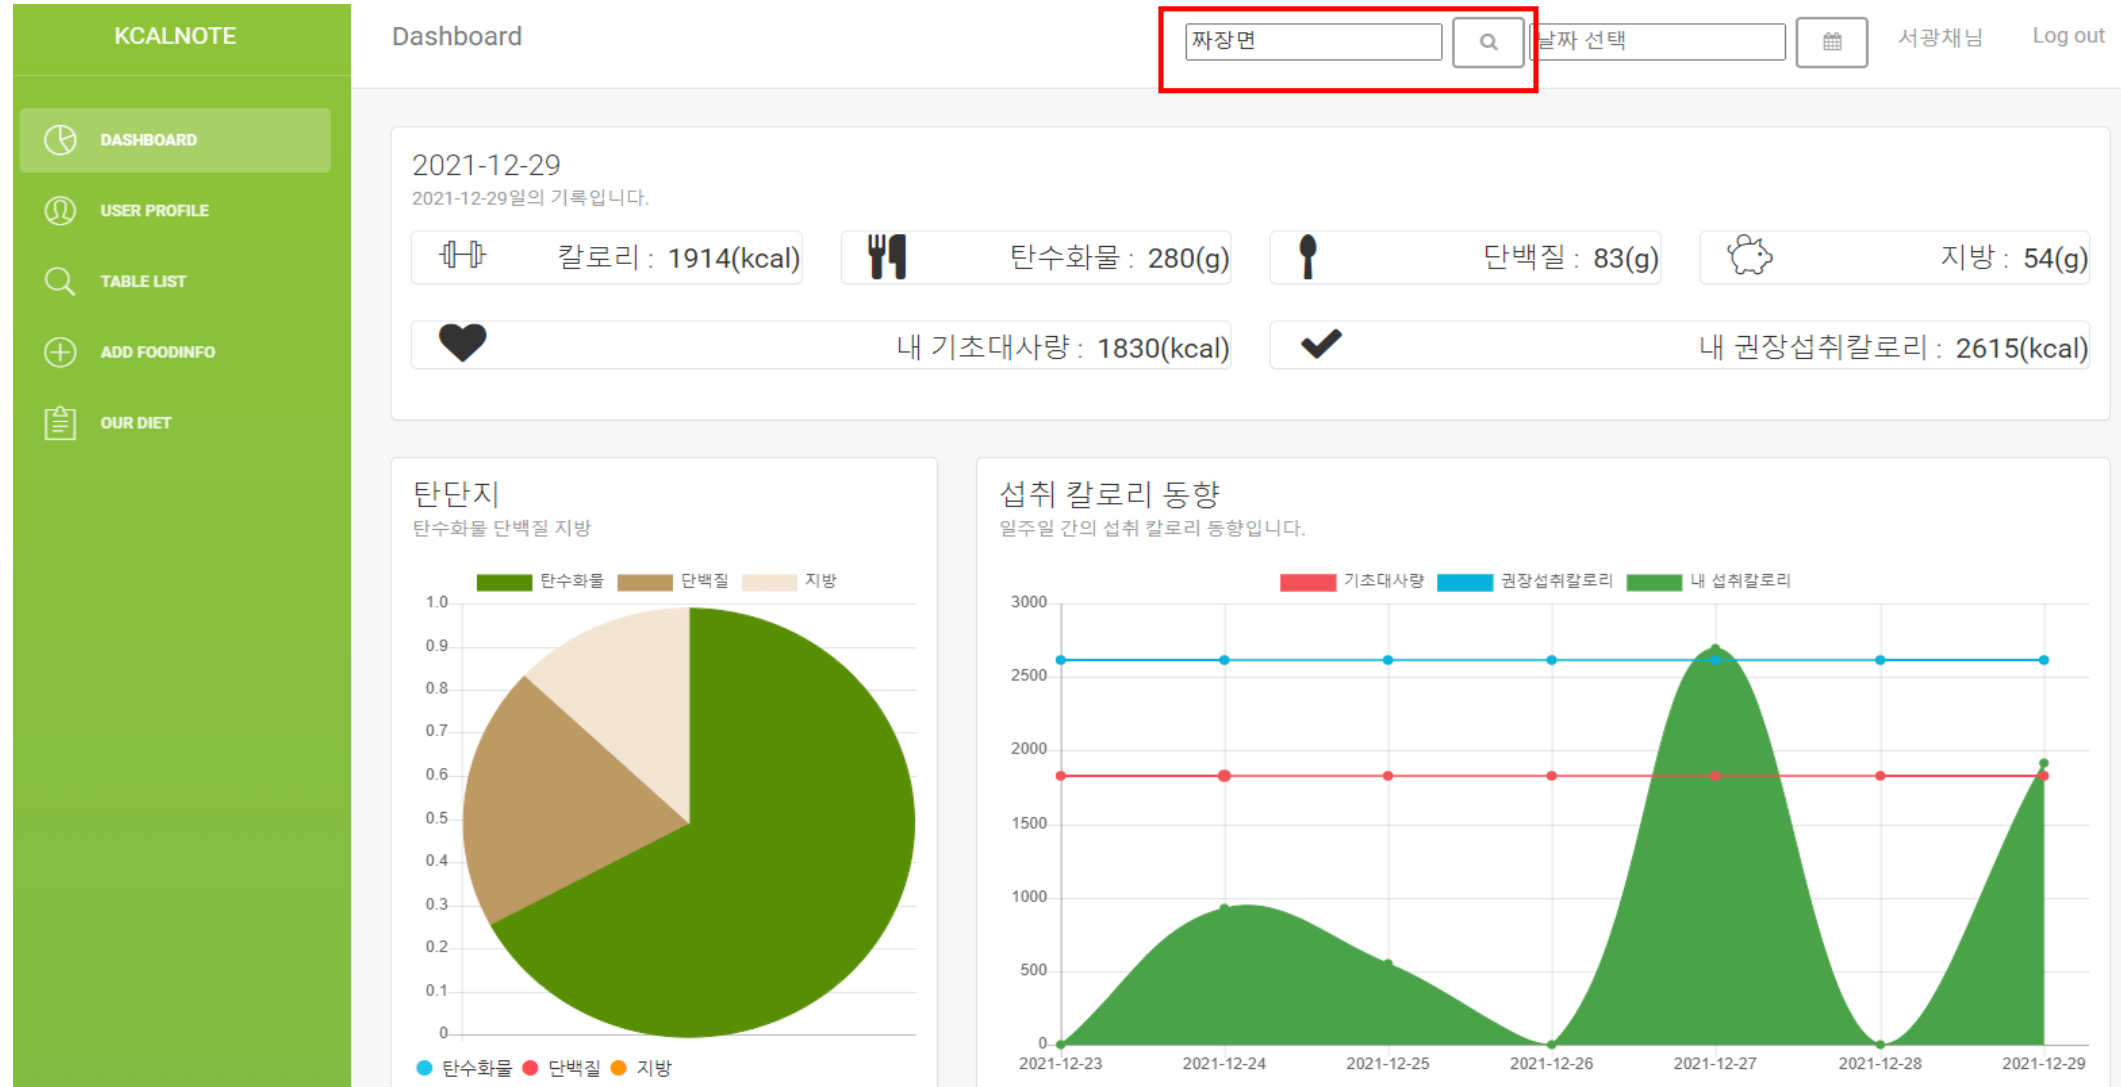 KCALNOTE
DASHBOARD
USER PROFILE
TABLE LIST
ADD FOODINFO
OUR DIET
Dashboard
짜장면
날짜 선택
서광채님
Log out
2021-12-29
2021-12-29일의 기록입니다.
칼로리 : 1914(kcal)
탄수화물 : 280(g)
단백질 : 83(g)
지방 : 54(g)
내 기초대사량 : 1830(kcal)
내 권장섭취칼로리 : 2615(kcal)
탄단지
탄수화물 단백질 지방
탄수화물 단백질 지방
1.0
0.9
0.8
0.7
0.6
0.5
0.4
0.3
0.2
0.1
0
탄수화물 단백질 지방
섭취 칼로리 동향
일주일 간의 섭취 칼로리 동향입니다.
기초대사량 권장섭취칼로리 내 섭취칼로리
3000
2500
2000
1500
1000
500
0
2021-12-23 2021-12-24 2021-12-25 2021-12-26 2021-12-27 2021-12-28 2021-12-29